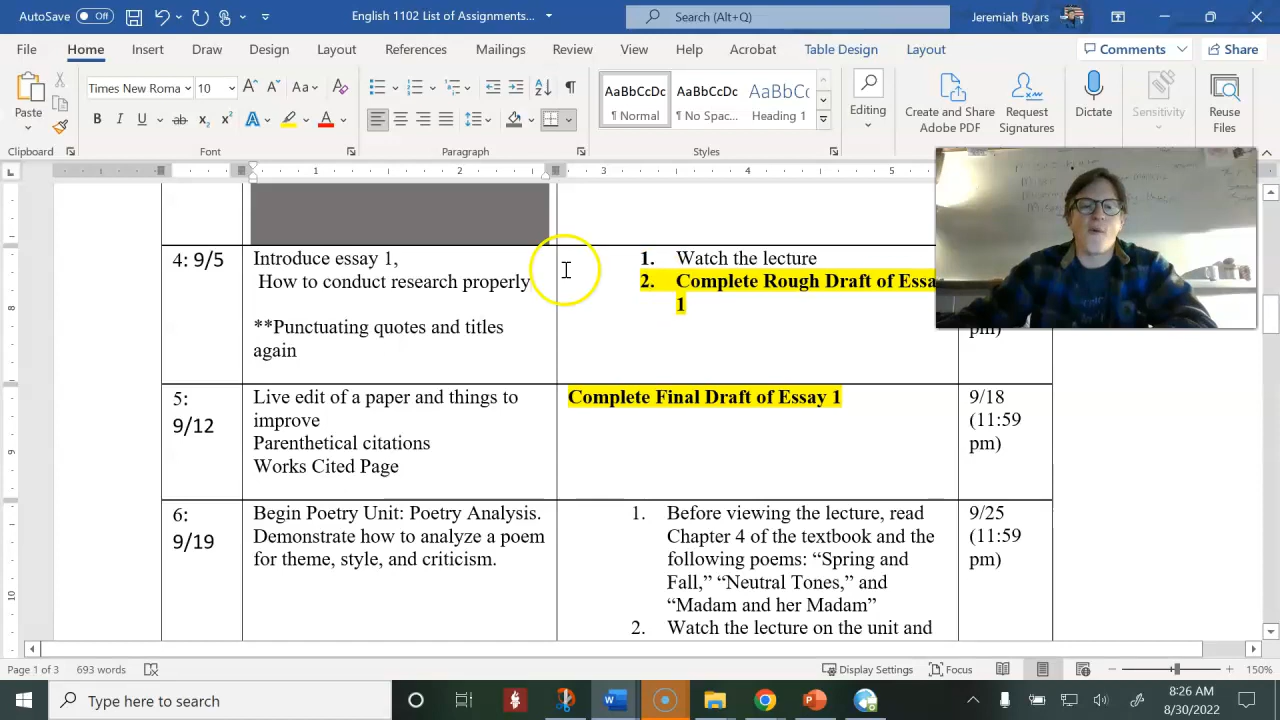 AutoSave Off
English 1102 List of Assignments...
Search (Alt+Q)
Jeremiah Byars
File Home Insert Draw Design Layout References Mailings Review View Help Acrobat Table Design Layout
Comments Share
Paste
Times New Roma 10
AaBbCcDc AaBbCcDc AaBbCc
¶ Normal ¶ No Spac... Heading 1
Editing
Create and Share Adobe PDF
Request Signatures
Dictate
Sensitivity
Reuse Files
Clipboard Font Paragraph Styles
1 2 3 4 5
4: 9/5
Introduce essay 1,
How to conduct research properly
**Punctuating quotes and titles
again
1. Watch the lecture
2. Complete Rough Draft of Essa
1
pm)
5:
9/12
Live edit of a paper and things to
improve
Parenthetical citations
Works Cited Page
Complete Final Draft of Essay 1
9/18
(11:59
pm)
6:
9/19
Begin Poetry Unit: Poetry Analysis.
Demonstrate how to analyze a poem
for theme, style, and criticism.
1. Before viewing the lecture, read
Chapter 4 of the textbook and the
following poems: “Spring and
Fall,” “Neutral Tones,” and
“Madam and her Madam”
2. Watch the lecture on the unit and
9/25
(11:59
pm)
8
9
10
Page 1 of 3 693 words
Display Settings Focus 150%
Type here to search
8:26 AM
8/30/2022